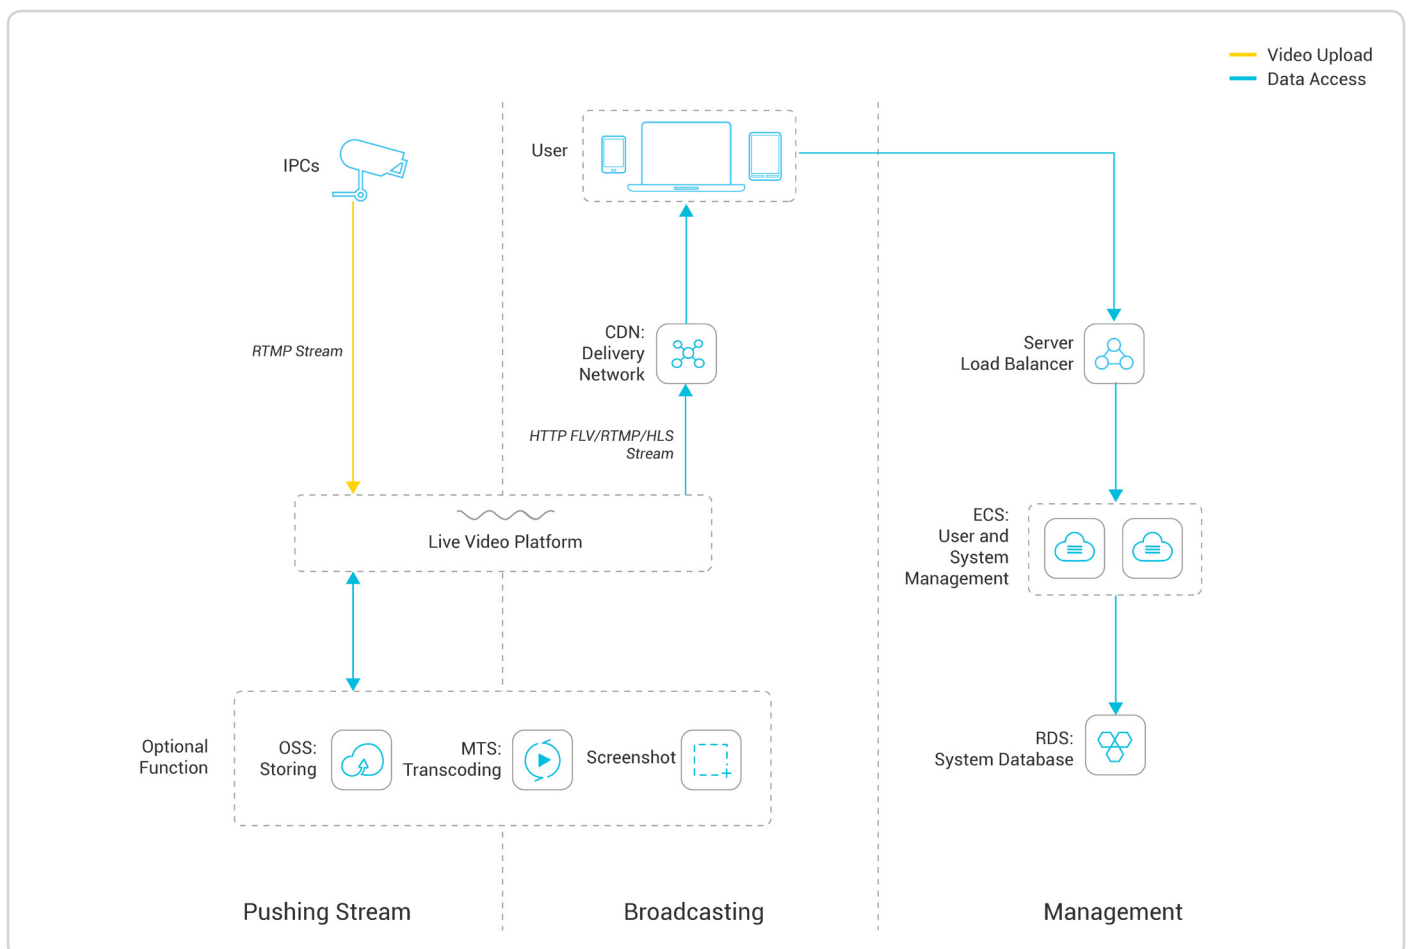 Video Upload
Data Access
IPCs
User
RTMP Stream
CDN:
Delivery
Network
HTTP FLV/RTMP/HLS
Stream
Server
Load Balancer
Live Video Platform
ECS:
User and
System
Management
Optional
Function
OSS:
Storing
MTS:
Transcoding
Screenshot
RDS:
System Database
Pushing Stream
Broadcasting
Management